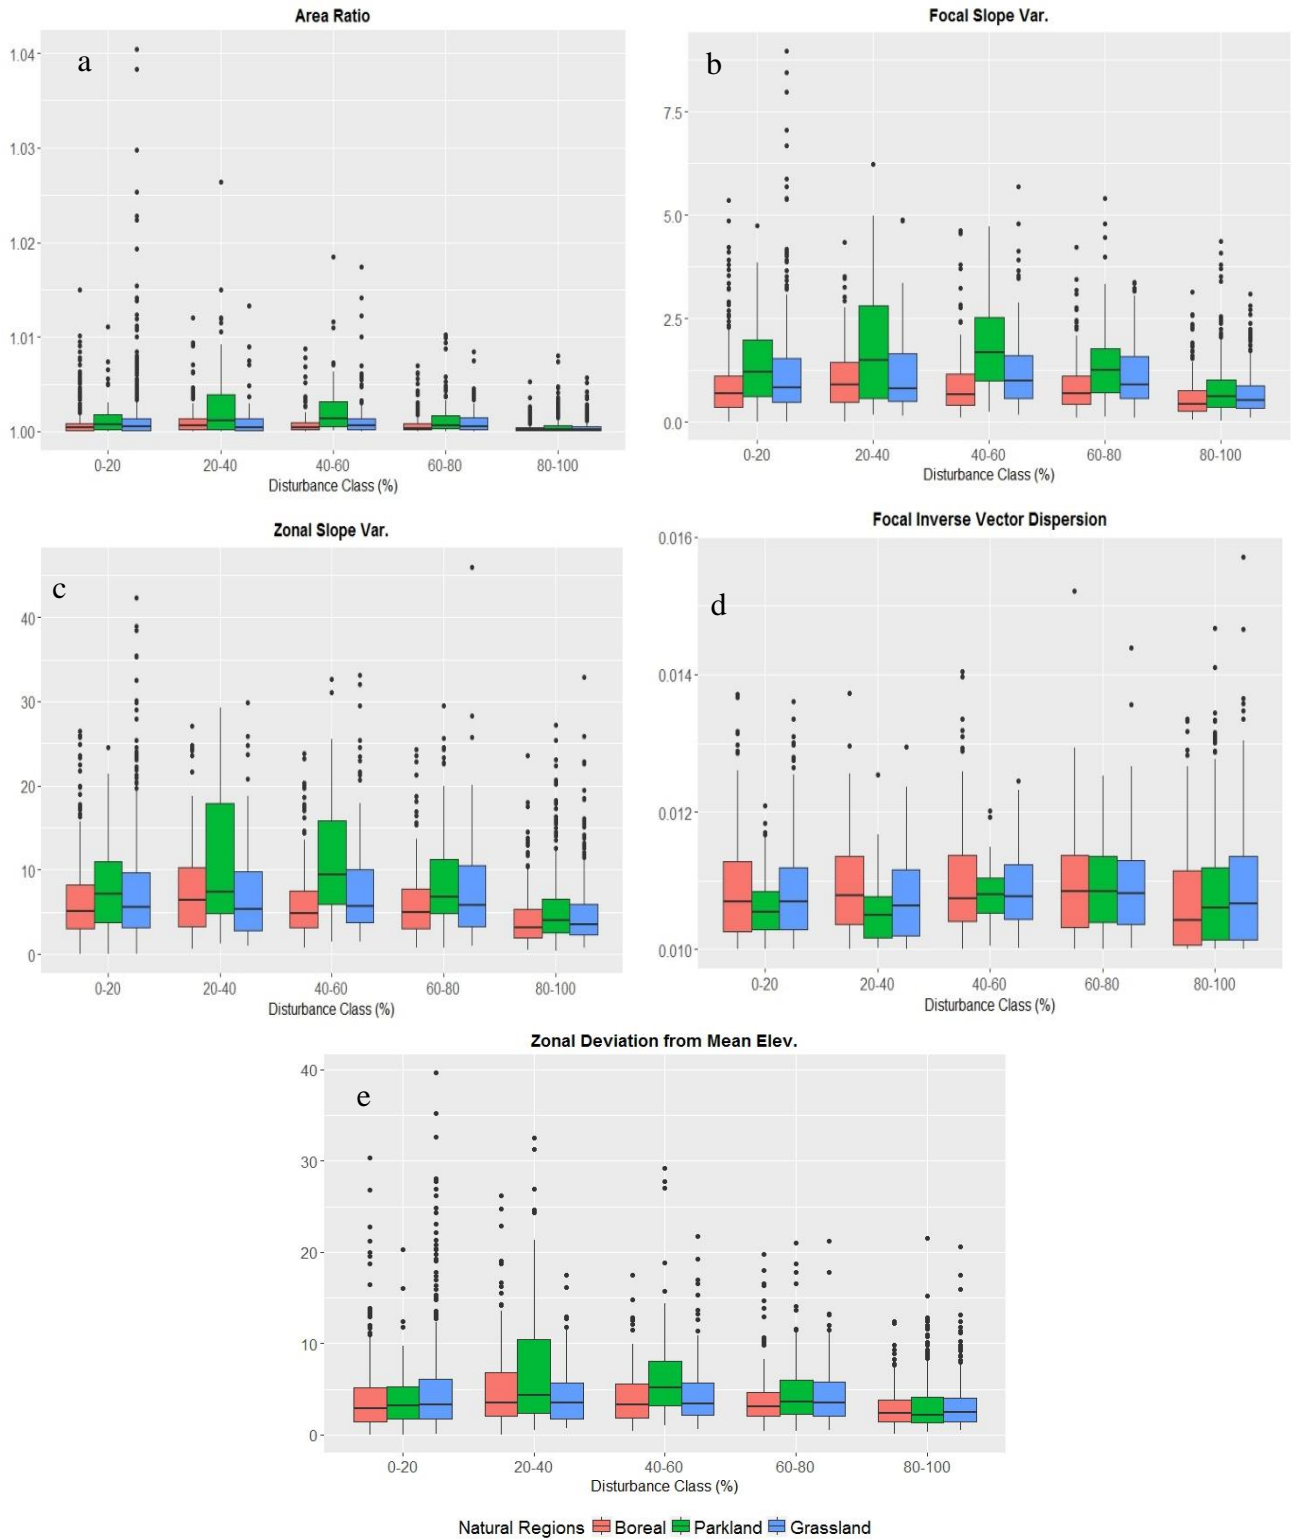 Area Ratio
a
1.04
1.03
1.02
1.01
1.00
0-20 20-40 40-60 60-80 80-100
Disturbance Class (%)
Focal Slope Var.
b
7.5
5.0
2.5
0.0
0-20 20-40 40-60 60-80 80-100
Disturbance Class (%)
Zonal Slope Var.
c
40
30
20
10
0
0-20 20-40 40-60 60-80 80-100
Disturbance Class (%)
Focal Inverse Vector Dispersion
0.016
d
0.014
0.012
0.010
0-20 20-40 40-60 60-80 80-100
Disturbance Class (%)
Zonal Deviation from Mean Elev.
40
e
30
20
10
0
0-20 20-40 40-60 60-80 80-100
Disturbance Class (%)
Natural Regions Boreal Parkland Grassland